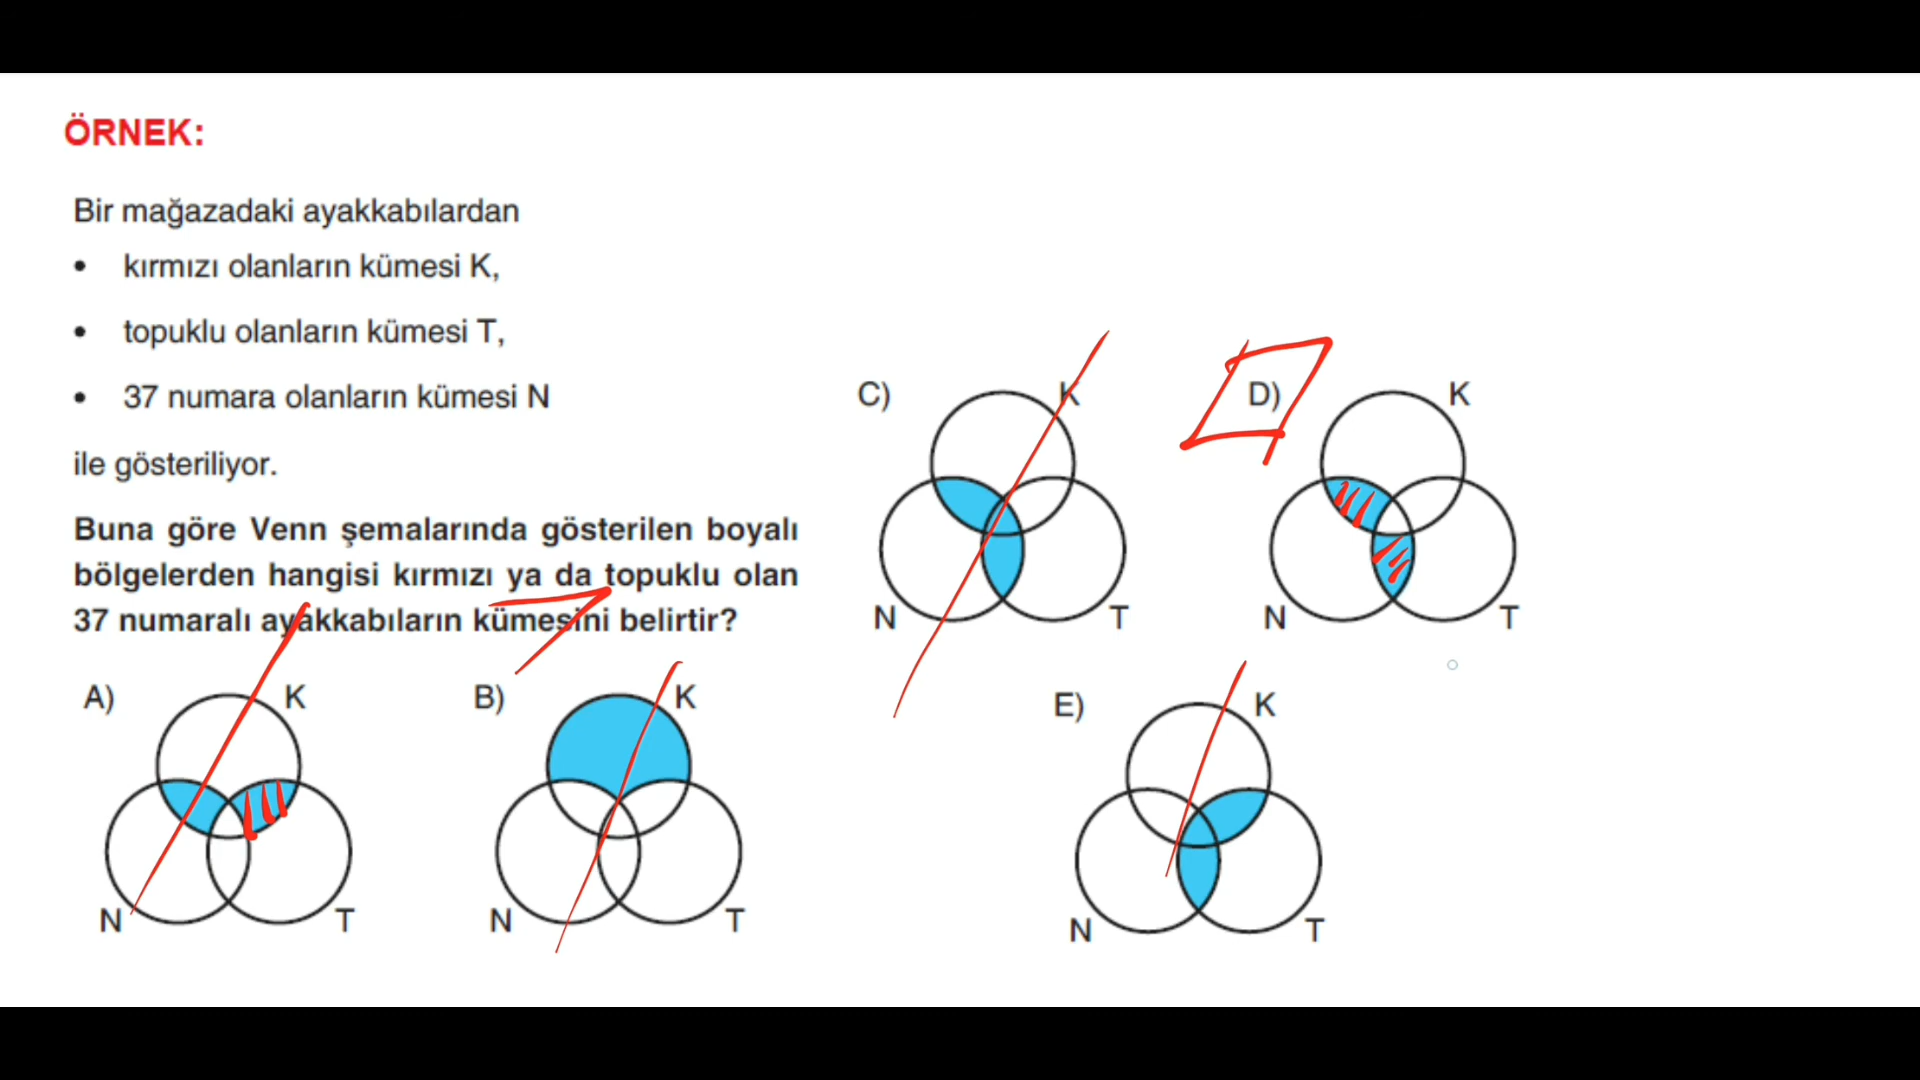 ÖRNEK:
Bir mağazadaki ayakkabılardan
• kırmızı olanların kümesi K,
• topuklu olanların kümesi T,
• 37 numara olanların kümesi N
ile gösteriliyor.
Buna göre Venn şemalarında gösterilen boyalı
bölgelerden hangisi kırmızı ya da topuklu olan
37 numaralı ayakkabıların kümesini belirtir?
A) K
N T
B) K
N T
C) K
N T
D) K
N T
E) K
N T